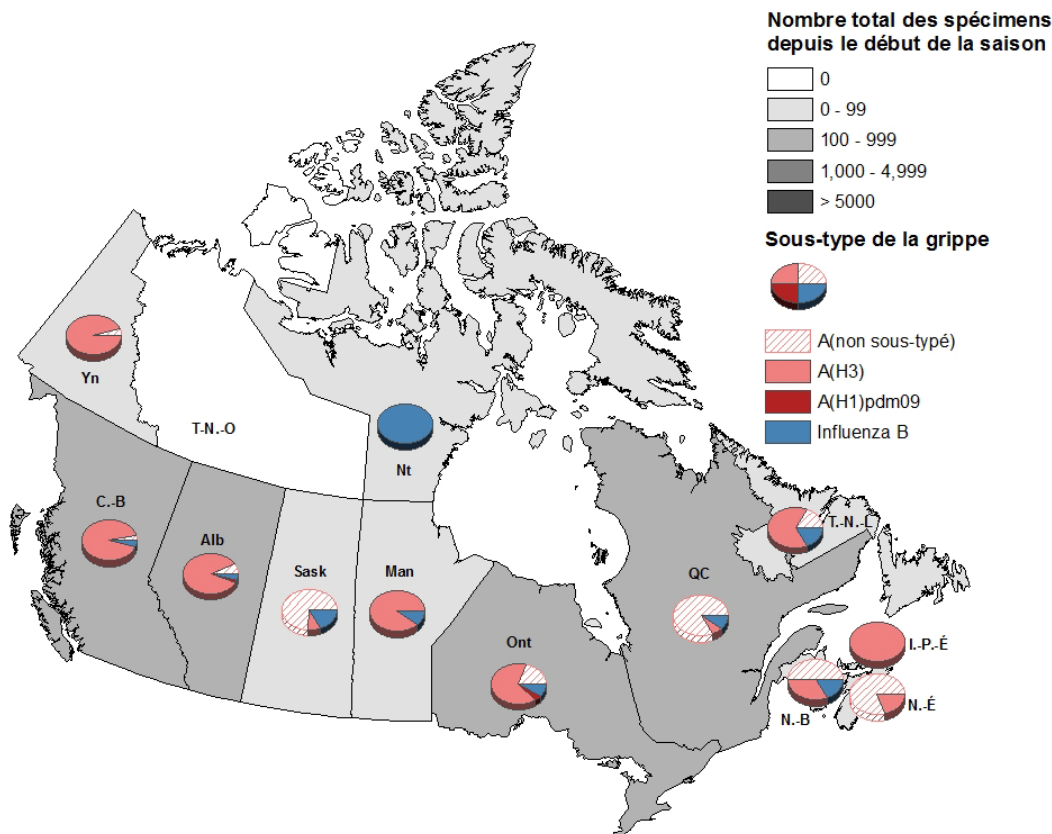 Nombre total des spécimens
depuis le début de la saison
0
0 - 99
100 - 999
1,000 - 4,999
> 5000
Sous-type de la grippe
A(non sous-typé)
A(H3)
A(H1)pdm09
Influenza B
Yn
T-N.-O
Nt
C.-B
Alb
Sask
Man
Ont
QC
T.-N.-L
I.-P.-É
N.-B
N.-É